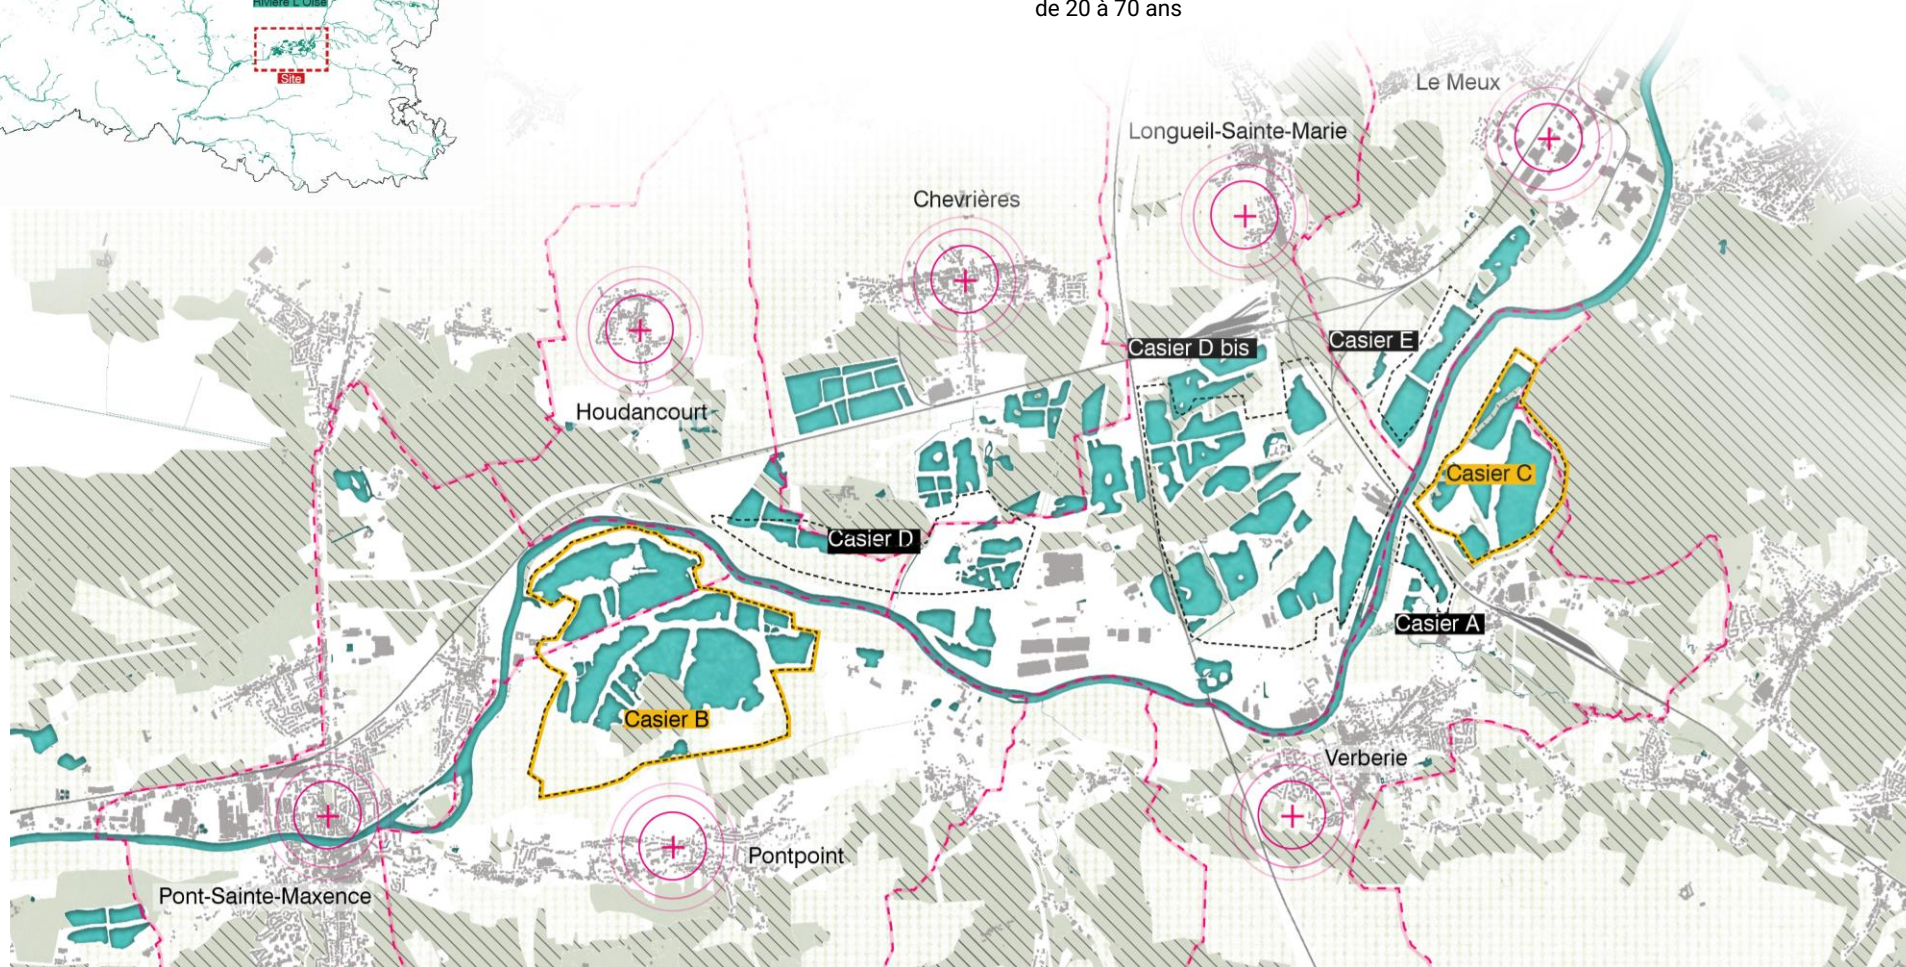 de 20 à 70 ans
Rivière L'Oise
Site
Le Meux
Longueil-Sainte-Marie
Chevrières
Casier E
Casier D bis
Houdancourt
Casier C
Casier D
Casier A
Casier B
Verberie
Pontpoint
Pont-Sainte-Maxence